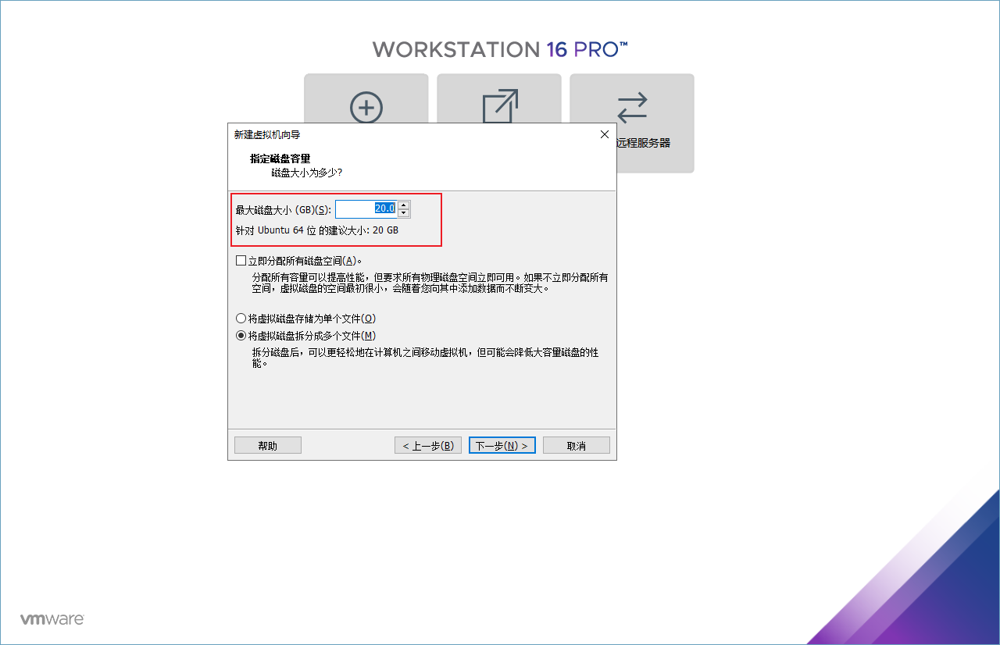 WORKSTATION 16 PRO™
远程服务器
新建虚拟机向导
指定磁盘容量
磁盘大小为多少?
最大磁盘大小 (GB)(S): 20.0
针对 Ubuntu 64 位 的建议大小: 20 GB
立即分配所有磁盘空间(A)。
分配所有容量可以提高性能，但要求所有物理磁盘空间立即可用。如果不立即分配所有
空间，虚拟磁盘的空间最初很小，会随着您向其中添加数据而不断变大。
将虚拟磁盘存储为单个文件(O)
将虚拟磁盘拆分成多个文件(M)
拆分磁盘后，可以更轻松地在计算机之间移动虚拟机，但可能会降低大容量磁盘的性
能。
帮助
< 上一步(B)
下一步(N) >
取消
vmware